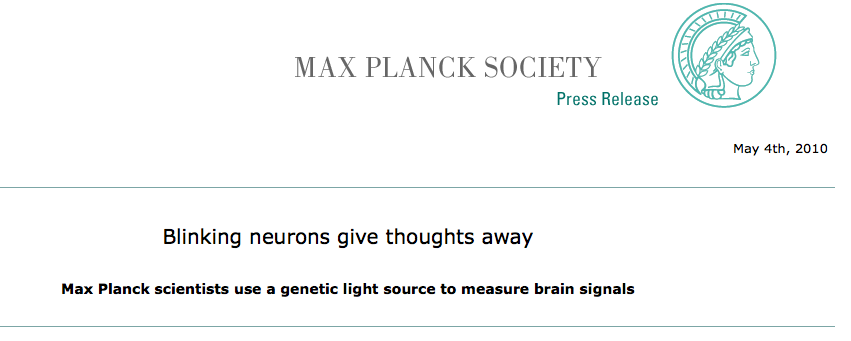 MAX PLANCK SOCIETY
Press Release
May 4th, 2010
Blinking neurons give thoughts away
Max Planck scientists use a genetic light source to measure brain signals